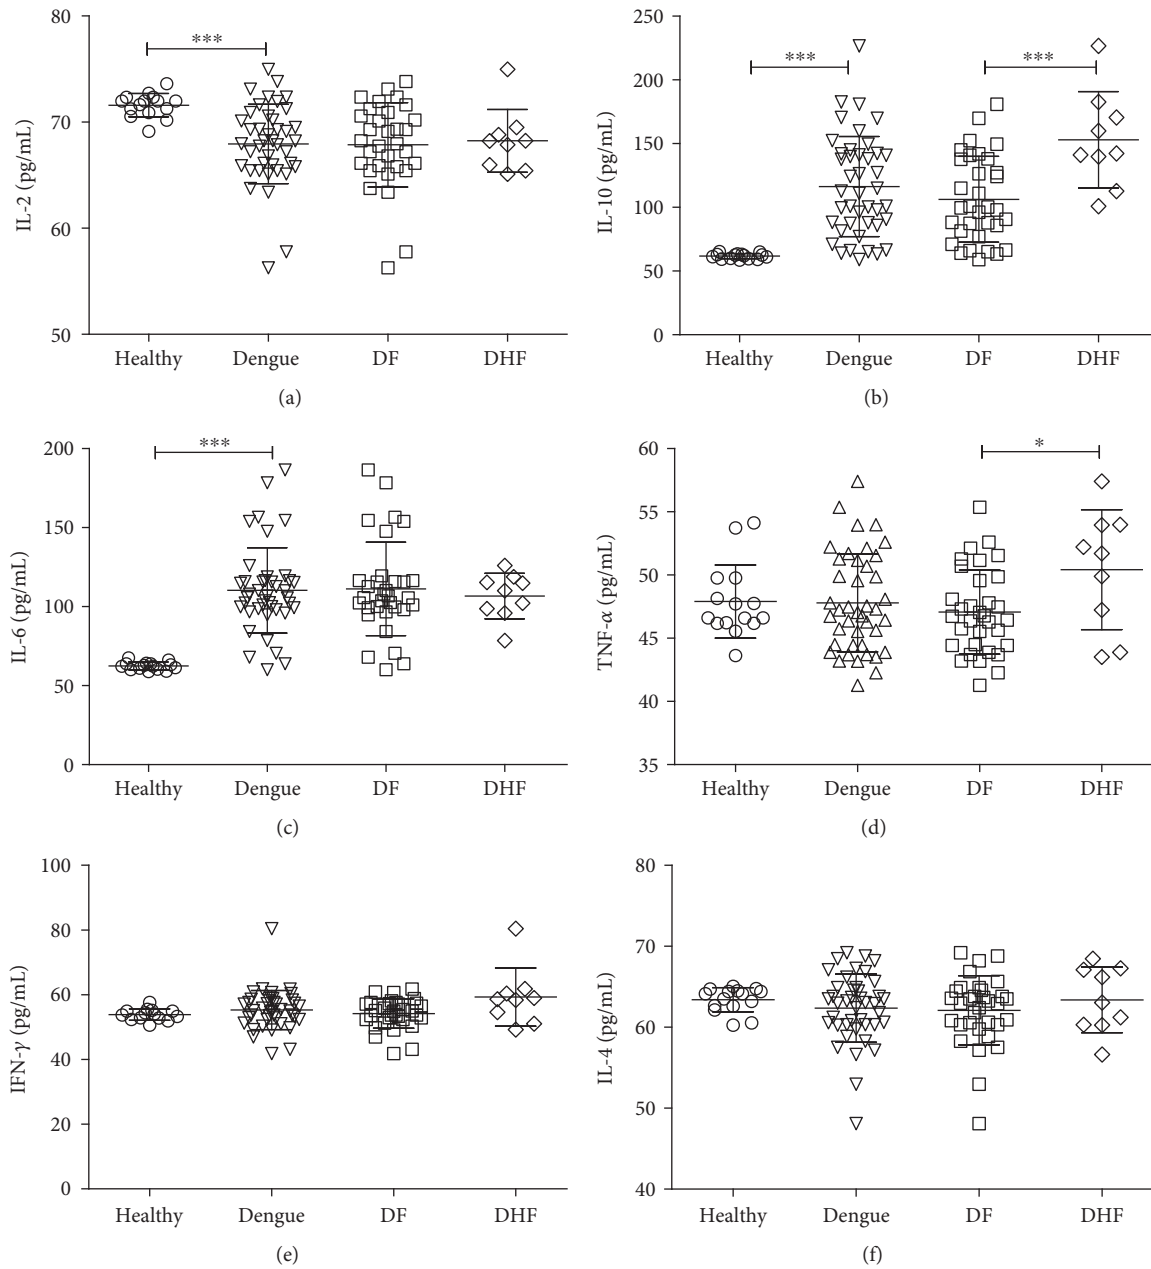 80
70
60
50
IL-2 (pg/mL)
***
Healthy Dengue DF DHF
(a)
250
200
150
100
50
0
IL-10 (pg/mL)
*** ***
Healthy Dengue DF DHF
(b)
200
150
100
50
0
IL-6 (pg/mL)
***
Healthy Dengue DF DHF
(c)
60
55
50
45
40
35
TNF-α (pg/mL)
*
Healthy Dengue DF DHF
(d)
100
80
60
40
20
0
IFN-γ (pg/mL)
Healthy Dengue DF DHF
(e)
80
70
60
50
40
IL-4 (pg/mL)
Healthy Dengue DF DHF
(f)